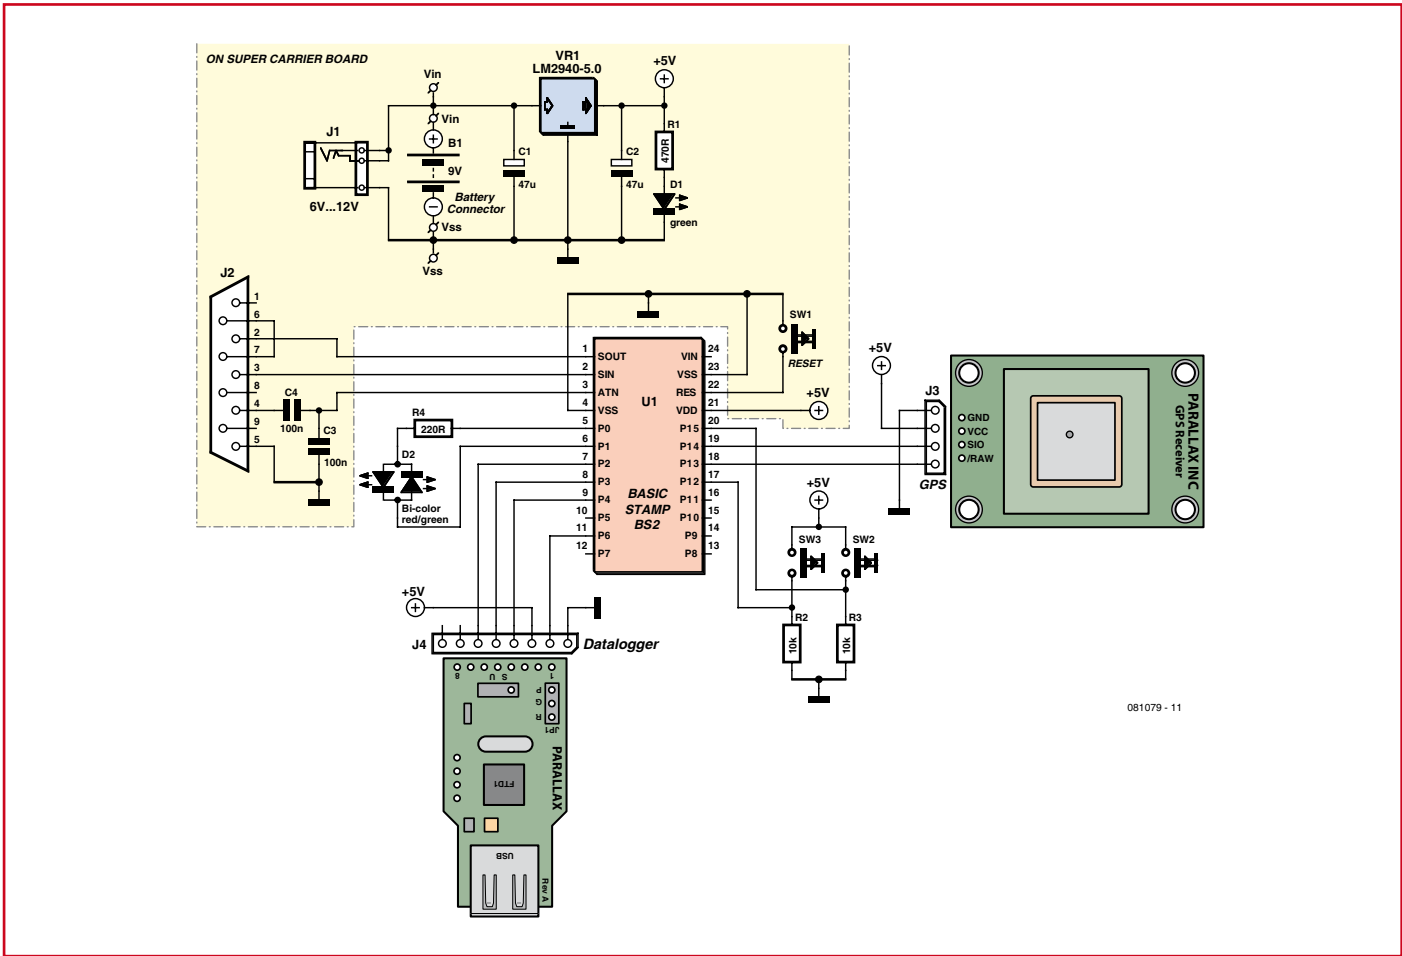 ON SUPER CARRIER BOARD
VR1
LM2940-5.0
+5V
Vin
Vin
J1
B1
9V
C1
47u
C2
47u
R1
470R
D1
green
6V...12V
Battery
Connector
Vss
Vss
J2
1
6
2
7
3
8
4
9
5
C4
100n
C3
100n
SW1
RESET
1 SOUT
2 SIN
3 ATN
4 VSS
5 P0
6 P1
7 P2
8 P3
9 P4
10 P5
11 P6
12 P7
U1
BASIC
STAMP
BS2
VIN 24
VSS 23
RES 22
VDD 21
P15 20
P14 19
P13 18
P12 17
P11 16
P10 15
P9 14
P8 13
+5V
R4
220R
D2
Bi-color
red/green
+5V
J3
GPS
GND
VCC
SIO
/RAW
PARALLAX INC
GPS Receiver
+5V
SW3
SW2
R2
10k
R3
10k
+5V
J4
Datalogger
8
U S
1
P
G
R
JP1
PARALLAX
FTD1
USB
Rev A
081079 - 11